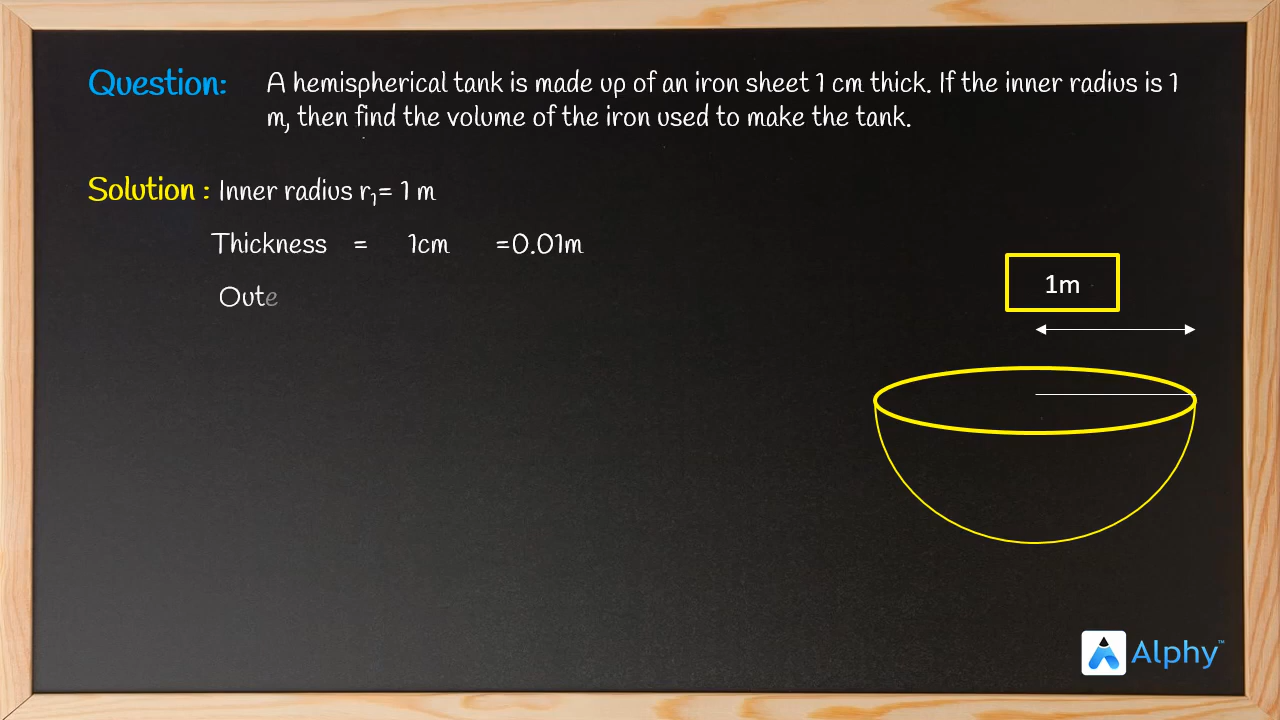 Question: A hemispherical tank is made up of an iron sheet 1 cm thick. If the inner radius is 1
m, then find the volume of the iron used to make the tank.
Solution : Inner radius r₁= 1 m
Thickness = 1cm =0.01m
Oute
1m
Alphy™